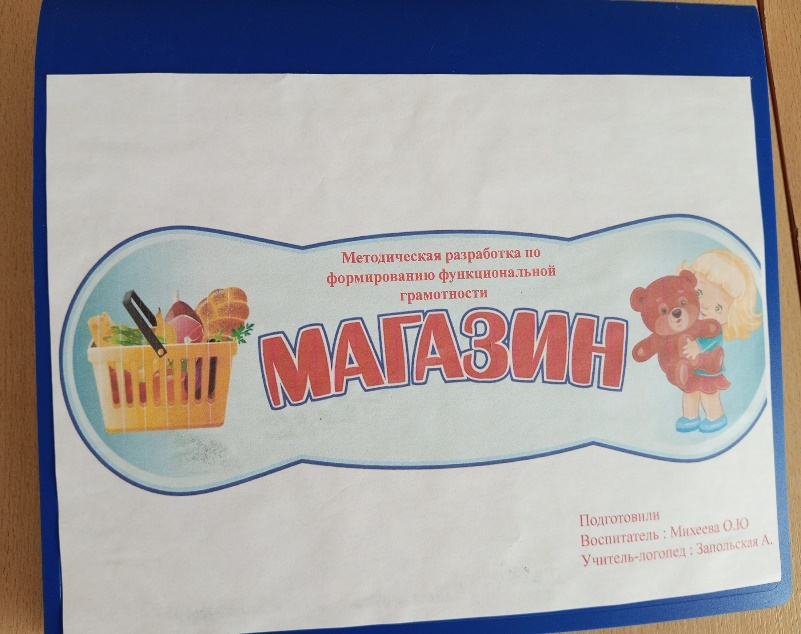 Методическая разработка по
формированию функциональной
грамотности
МАГАЗИН
Подготовили
Воспитатель : Михеева О.Ю
Учитель-логопед : Запольская А.